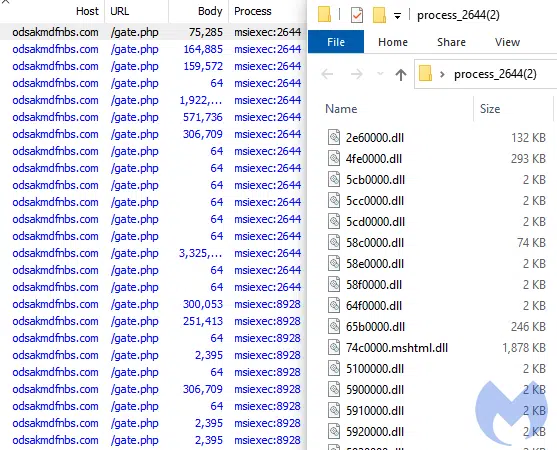 Host URL Body Process
odsakmdfnbs.com /gate.php 75,285 msiexec:2644
odsakmdfnbs.com /gate.php 164,885 msiexec:2644
odsakmdfnbs.com /gate.php 159,572 msiexec:2644
odsakmdfnbs.com /gate.php 64 msiexec:2644
odsakmdfnbs.com /gate.php 1,922,... msiexec:2644
odsakmdfnbs.com /gate.php 571,736 msiexec:2644
odsakmdfnbs.com /gate.php 306,709 msiexec:2644
odsakmdfnbs.com /gate.php 64 msiexec:2644
odsakmdfnbs.com /gate.php 64 msiexec:2644
odsakmdfnbs.com /gate.php 64 msiexec:2644
odsakmdfnbs.com /gate.php 64 msiexec:2644
odsakmdfnbs.com /gate.php 64 msiexec:2644
odsakmdfnbs.com /gate.php 3,325,... msiexec:2644
odsakmdfnbs.com /gate.php 64 msiexec:2644
odsakmdfnbs.com /gate.php 300,053 msiexec:8928
odsakmdfnbs.com /gate.php 251,413 msiexec:8928
odsakmdfnbs.com /gate.php 64 msiexec:8928
odsakmdfnbs.com /gate.php 2,395 msiexec:8928
odsakmdfnbs.com /gate.php 306,709 msiexec:8928
odsakmdfnbs.com /gate.php 64 msiexec:8928
odsakmdfnbs.com /gate.php 2,395 msiexec:8928
odsakmdfnbs.com /gate.php 2,395 msiexec:8928
process_2644(2)
File Home Share View
process_2644(2)
Name Size
2e60000.dll 132 KB
4fe0000.dll 293 KB
5cb0000.dll 2 KB
5cc0000.dll 2 KB
5cd0000.dll 2 KB
58c0000.dll 74 KB
58e0000.dll 2 KB
58f0000.dll 2 KB
64f0000.dll 2 KB
65b0000.dll 246 KB
74c0000.mshtml.dll 1,878 KB
5100000.dll 2 KB
5900000.dll 2 KB
5910000.dll 2 KB
5920000.dll 2 KB